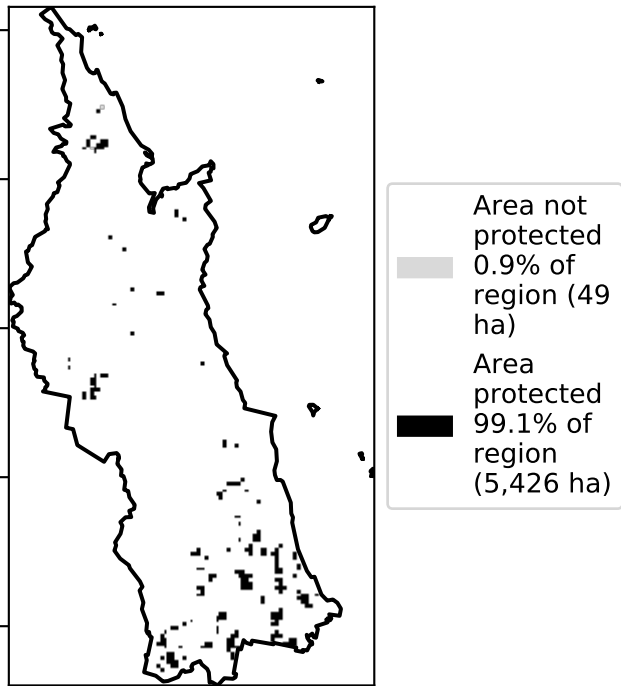 Area not
protected
0.9% of
region (49
ha)
Area
protected
99.1% of
region
(5,426 ha)